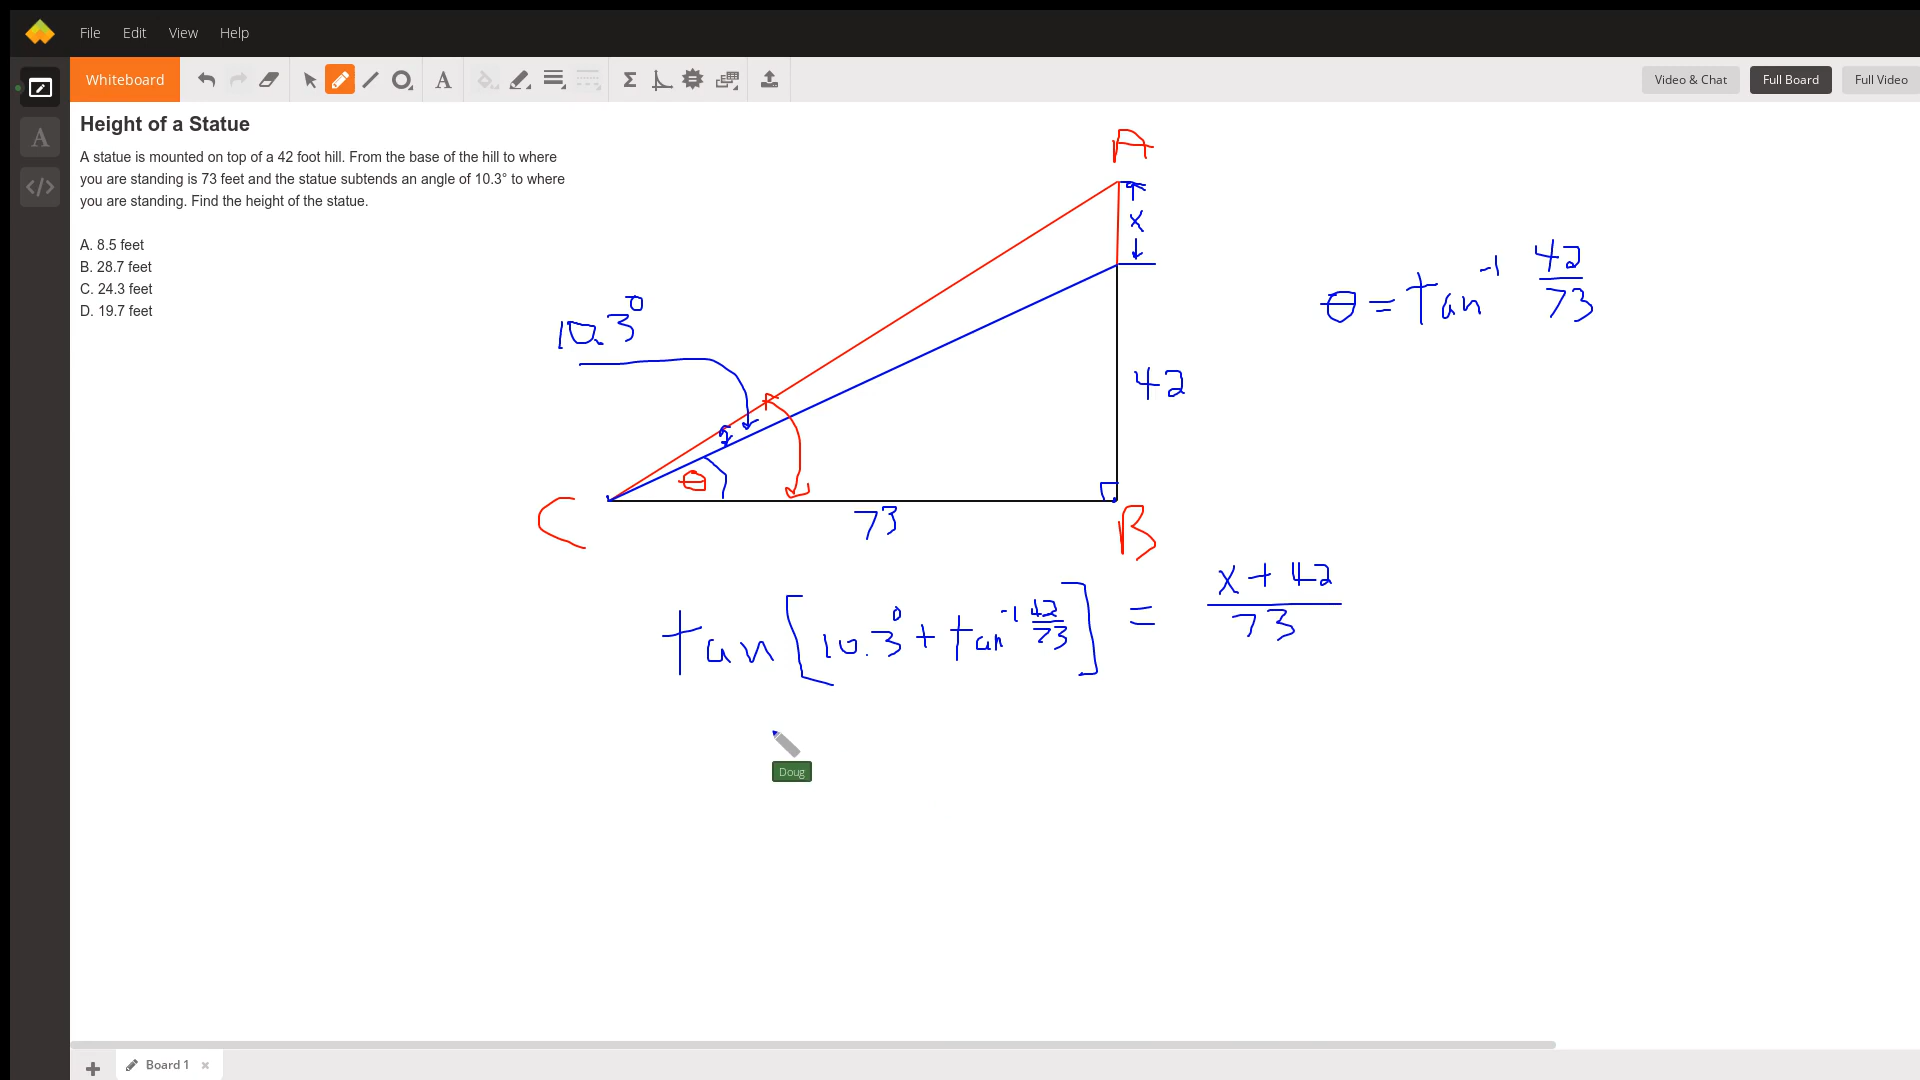 File Edit View Help
Whiteboard
Video & Chat Full Board Full Video
Height of a Statue
A statue is mounted on top of a 42 foot hill. From the base of the hill to where
you are standing is 73 feet and the statue subtends an angle of 10.3° to where
you are standing. Find the height of the statue.
A. 8.5 feet
B. 28.7 feet
C. 24.3 feet
D. 19.7 feet
A
x
10.3°
42
θ
C
73
B
θ = tan⁻¹ 42/73
tan[10.3° + tan⁻¹ 42/73] = x + 42/73
Doug
Board 1